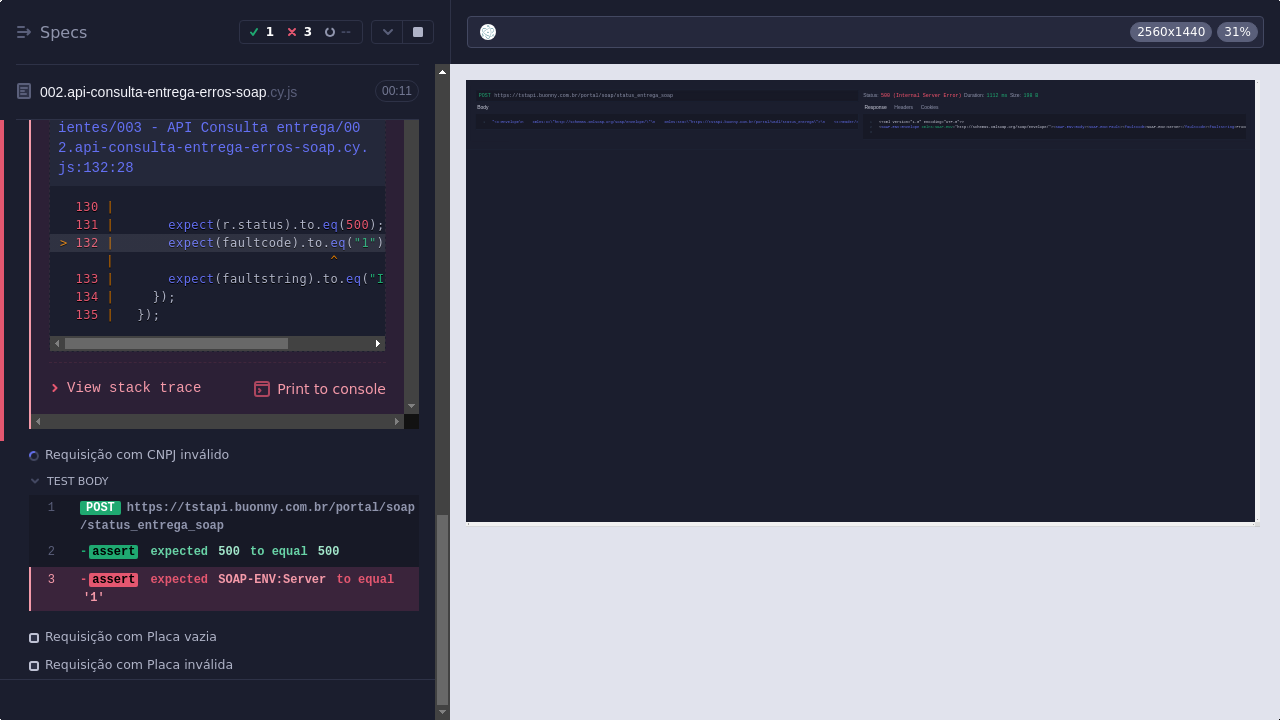 Specs
1
3
--
2560x1440
31%
002.api-consulta-entrega-erros-soap.cy.js
00:11
ientes/003 - API Consulta entrega/00
2.api-consulta-entrega-erros-soap.cy.
js:132:28
130 |
131 | expect(r.status).to.eq(500);
> 132 | expect(faultcode).to.eq("1")
| ^
133 | expect(faultstring).to.eq("I
134 | });
135 | });
View stack trace
Print to console
Requisição com CNPJ inválido
TEST BODY
1 POST https://tstapi.buonny.com.br/portal/soap
/status_entrega_soap
2 -assert expected 500 to equal 500
3 -assert expected SOAP-ENV:Server to equal
'1'
Requisição com Placa vazia
Requisição com Placa inválida
POST https://tstapi.buonny.com.br/portal/soap/status_entrega_soap
Body
Status: 500 (Internal Server Error) Duration: 1112 ms Size:
Response Headers Cookies